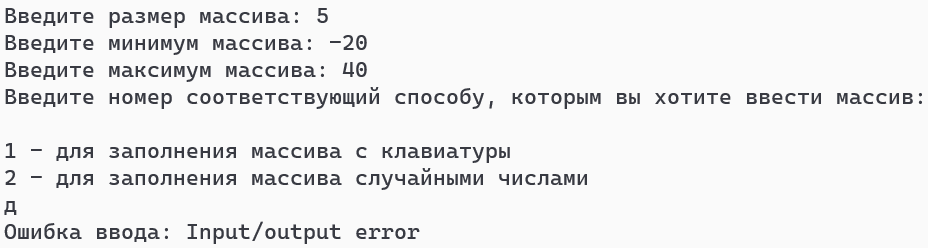 Введите размер массива: 5
Введите минимум массива: -20
Введите максимум массива: 40
Введите номер соответствующий способу, которым вы хотите ввести массив:
1 - для заполнения массива с клавиатуры
2 - для заполнения массива случайными числами
д
Ошибка ввода: Input/output error